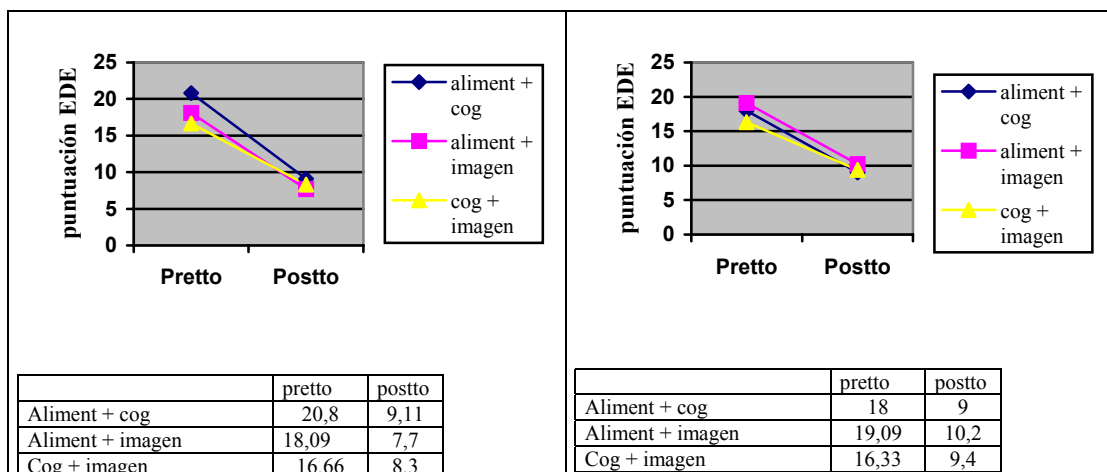 puntuación EDE
25
20
15
10
5
0
Pretto Postto
aliment +
cog
aliment +
imagen
cog +
imagen
pretto postto
Aliment + cog 20,8 9,11
Aliment + imagen 18,09 7,7
Cog + imagen 16,66 8,3
puntuación EDE
25
20
15
10
5
0
Pretto Postto
aliment +
cog
aliment +
imagen
cog +
imagen
pretto postto
Aliment + cog 18 9
Aliment + imagen 19,09 10,2
Cog + imagen 16,33 9,4